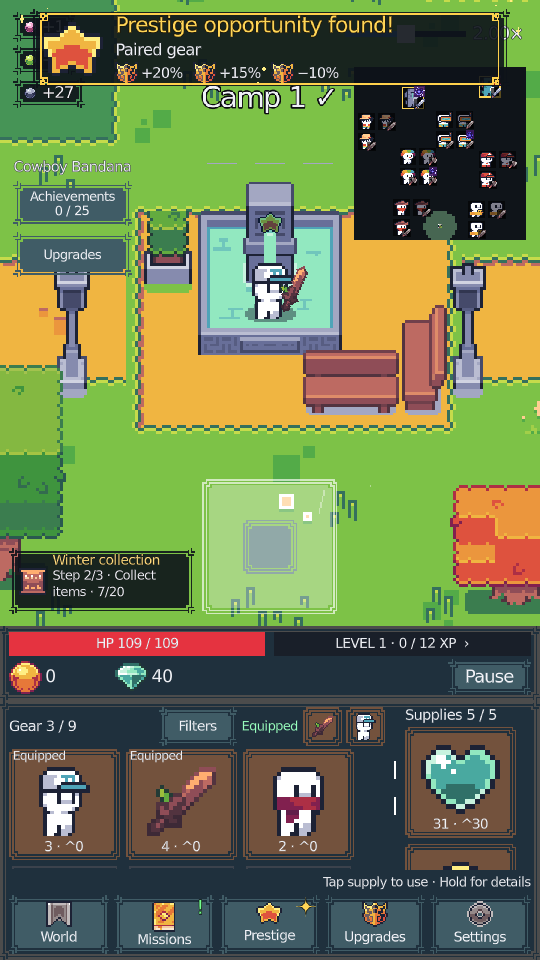 Prestige opportunity found!
Paired gear
+20% +15% −10%
+27
Camp 1 ✓
Cowboy Bandana
Achievements
0 / 25
Upgrades
Winter collection
Step 2/3 · Collect
items · 7/20
HP 109 / 109
LEVEL 1 · 0 / 12 XP ›
0
40
Pause
Gear 3 / 9
Filters
Equipped
Supplies 5 / 5
Equipped
Equipped
3 · ^0
4 · ^0
2 · ^0
31 · ^30
Tap supply to use · Hold for details
World
Missions
Prestige
Upgrades
Settings